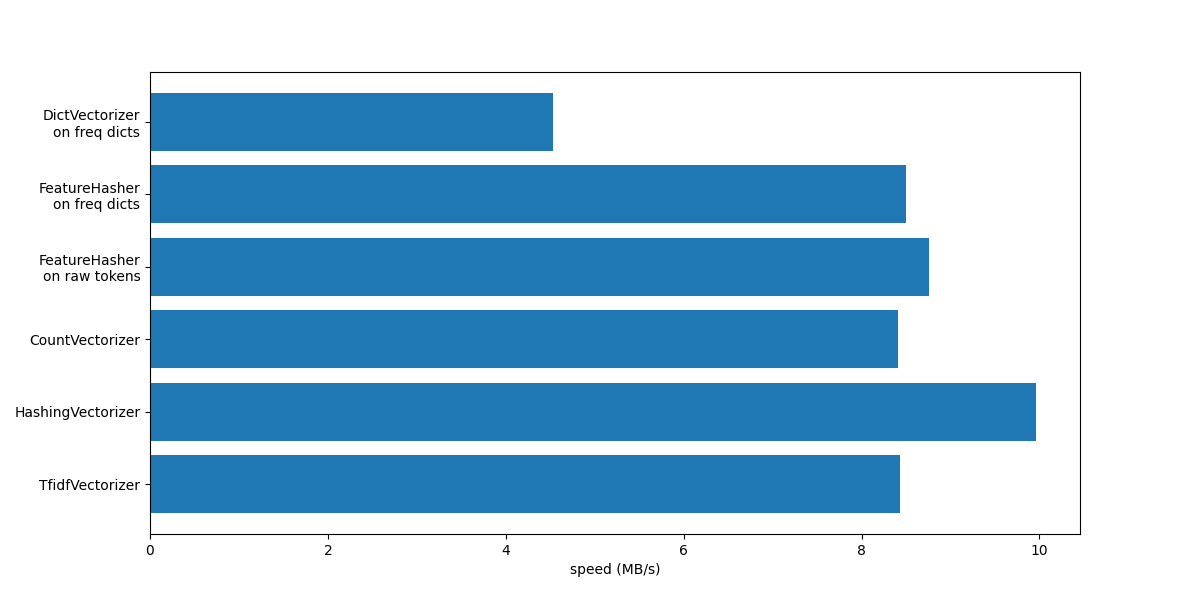 DictVectorizer
on freq dicts
FeatureHasher
on freq dicts
FeatureHasher
on raw tokens
CountVectorizer
HashingVectorizer
TfidfVectorizer
0 2 4 6 8 10
speed (MB/s)